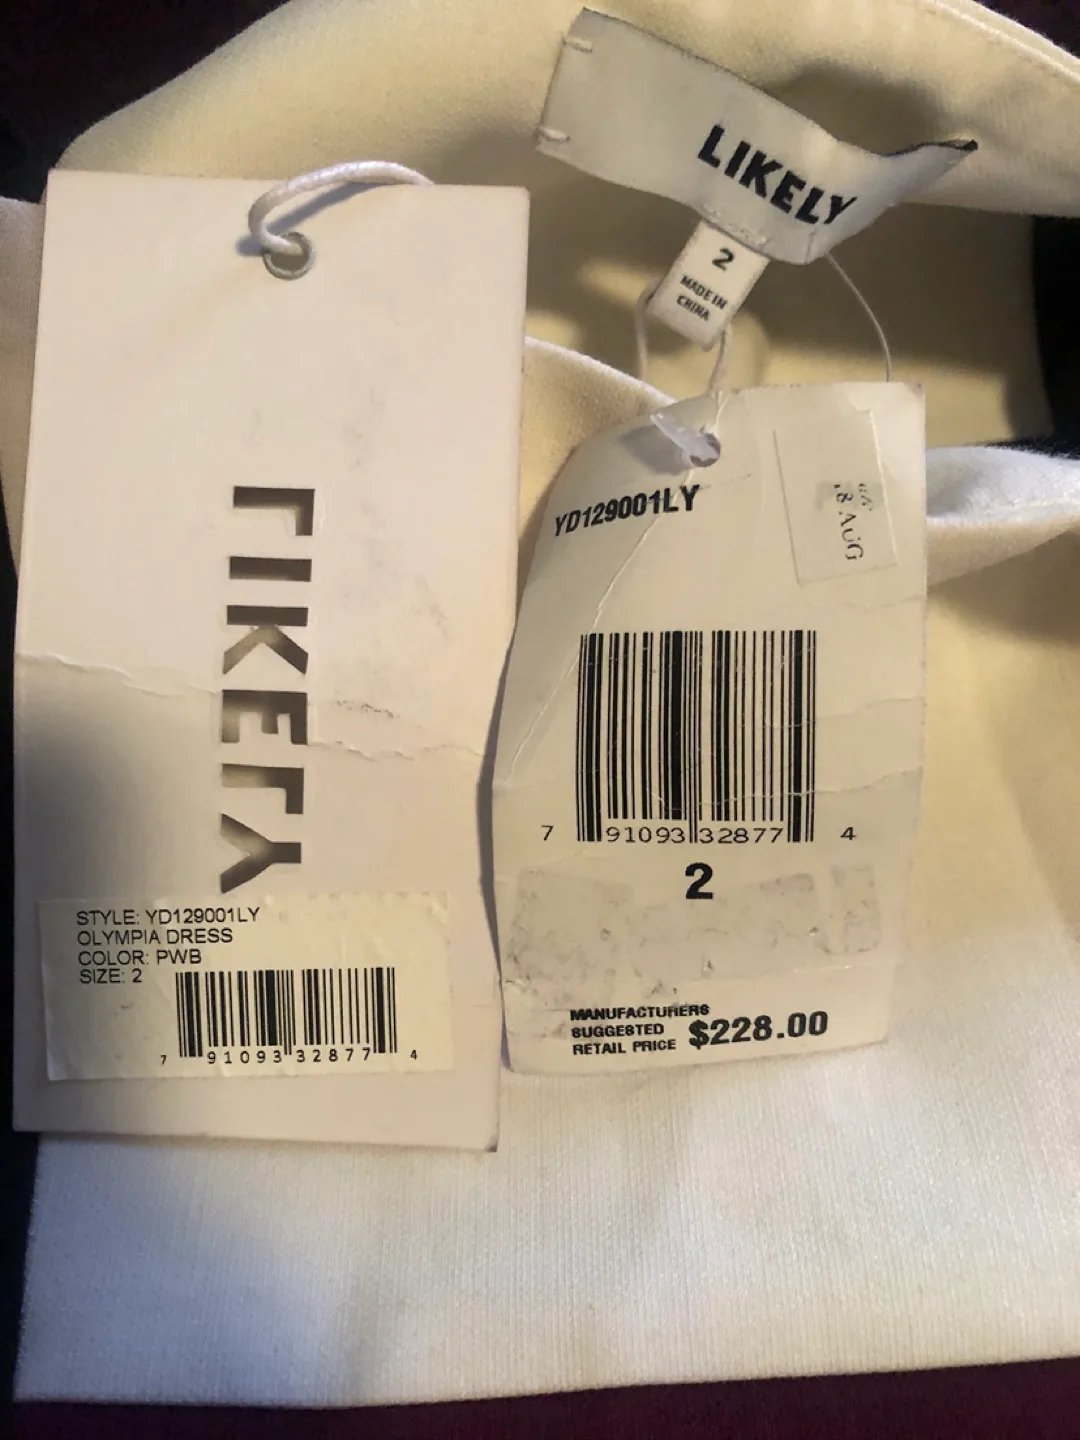 LIKELY
2
MADE IN
CHINA
LIKELY
STYLE: YD129001LY
OLYMPIA DRESS
COLOR: PWB
SIZE: 2
7 91093 32877 4
YD129001LY
AUG
7 91093 32877 4
2
MANUFACTURERS
SUGGESTED
RETAIL PRICE $228.00